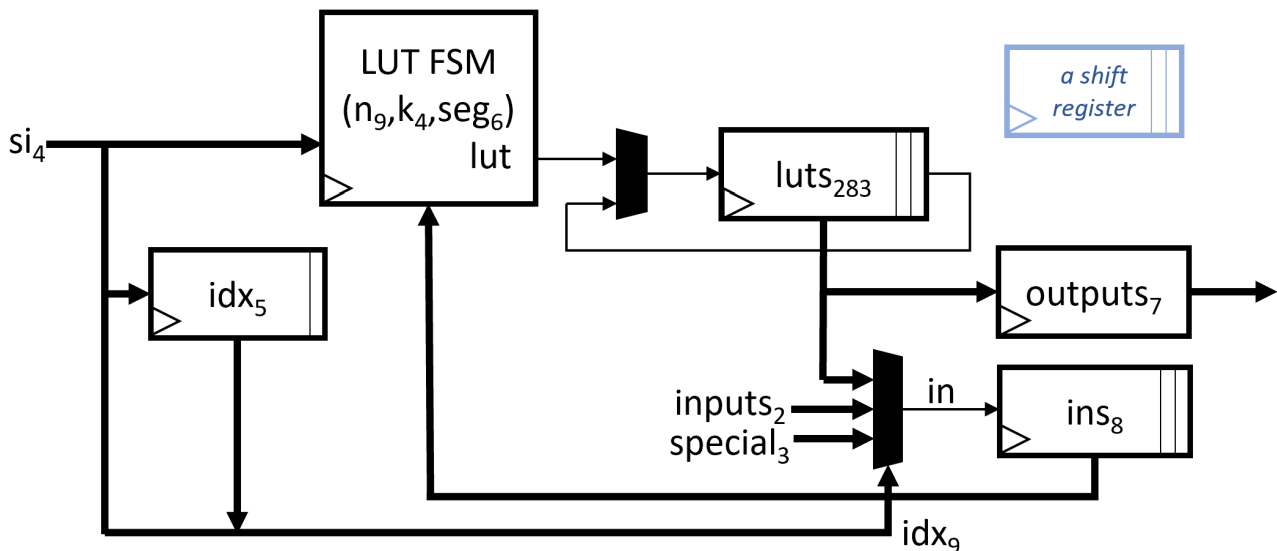 LUT FSM
(n₉,k₄,seg₆)
lut
a shift
register
si₄
luts₂₈₃
idx₅
outputs₇
inputs₂
special₃
in
ins₈
idx₉